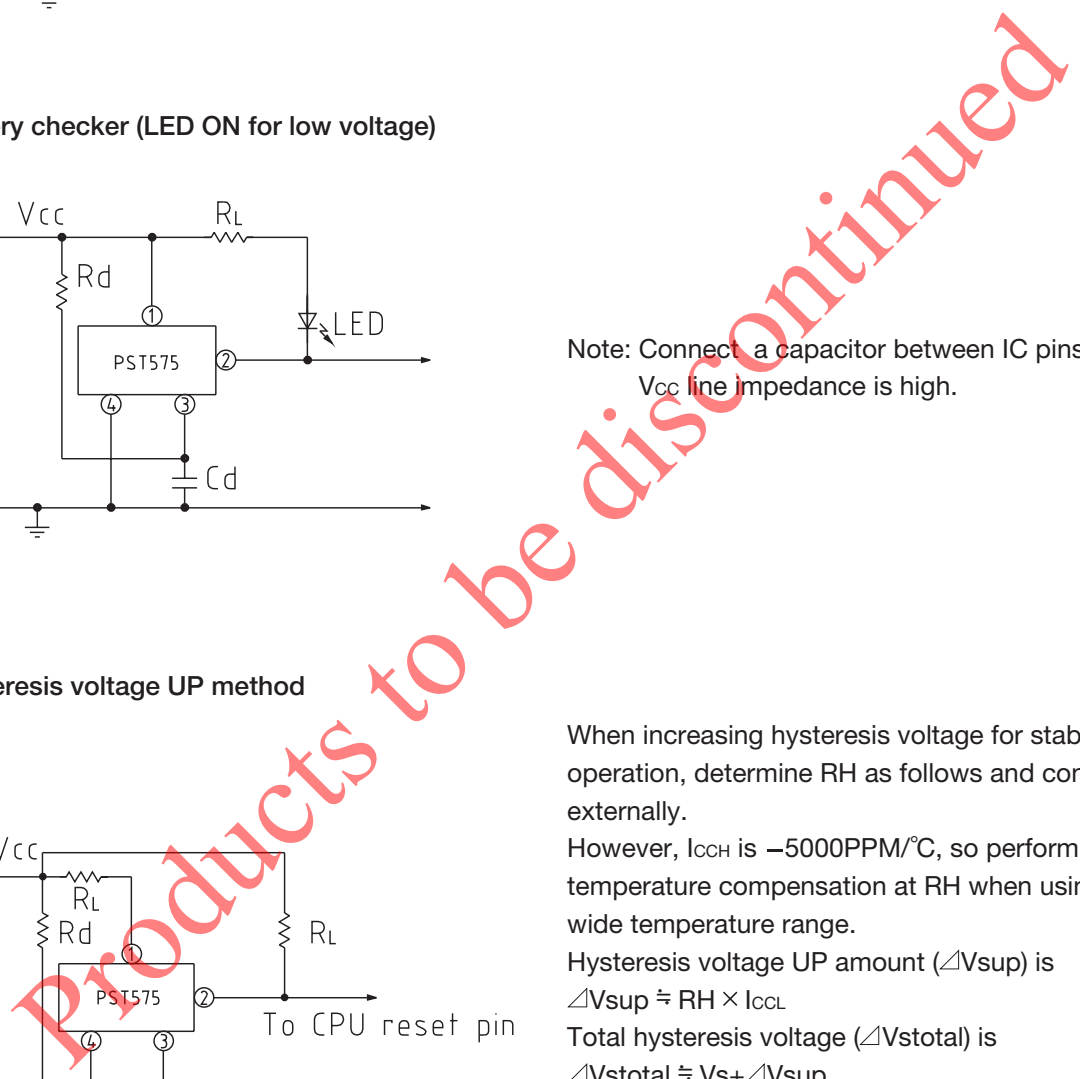 ry checker (LED ON for low voltage)
Vcc
RL
Rd
①
LED
PST575
②
④
③
Cd
Note: Connect a capacitor between IC pins
Vcc line impedance is high.
eresis voltage UP method
Vcc
RL
Rd
①
RL
PST575
②
To CPU reset pin
④
③
When increasing hysteresis voltage for stab
operation, determine RH as follows and con
externally.
However, ICCH is −5000PPM/℃, so perform
temperature compensation at RH when usin
wide temperature range.
Hysteresis voltage UP amount (⊿Vsup) is
⊿Vsup ≒ RH × ICCL
Total hysteresis voltage (⊿Vstotal) is
⊿Vstotal ≒ Vs+⊿Vsup
Products to be discontinued